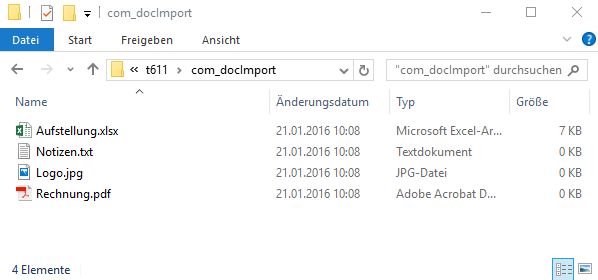 com_docImport
Datei Start Freigeben Ansicht
t611 com_docImport "com_docImport" durchsuchen
Name Änderungsdatum Typ Größe
Aufstellung.xlsx 21.01.2016 10:08 Microsoft Excel-Ar... 7 KB
Notizen.txt 21.01.2016 10:08 Textdokument 0 KB
Logo.jpg 21.01.2016 10:08 JPG-Datei 0 KB
Rechnung.pdf 21.01.2016 10:08 Adobe Acrobat D... 0 KB
4 Elemente